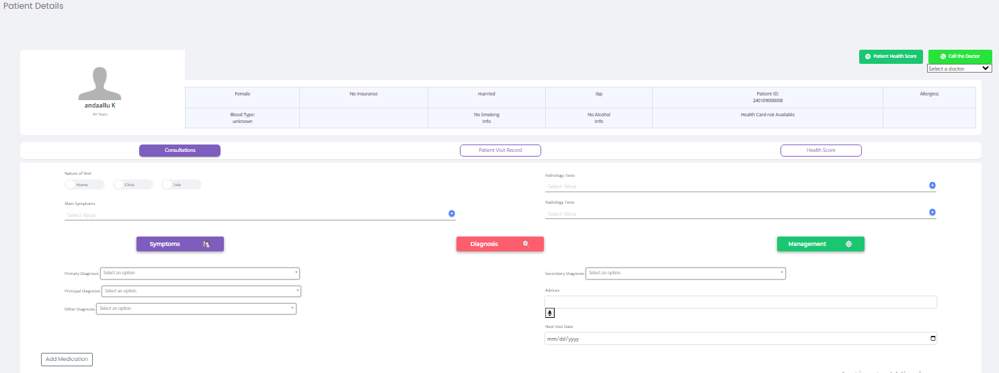 Patient Details
Patient Health Score
Call the Doctor
Select a doctor
andaallu K
40 Years
Female
No Insurance
married
ibp
Patient ID:
240109000008
Allergies:
Blood Type:
unknown
No Smoking
Info
No Alcohol
Info
Health Card not Available
Consultations
Patient Visit Record
Health Score
Nature of Visit
Home
Clinic
Tele
Main Symptoms
Select Value
Pathology Tests
Select Value
Radiology Tests
Select Value
Symptoms
Diagnosis
Management
Primary Diagnosis Select an option
Principal Diagnosis Select an option
Other Diagnosis Select an option
Secondary Diagnosis Select an option
Advices
Next Visit Date
mm/dd/yyyy
Add Medication